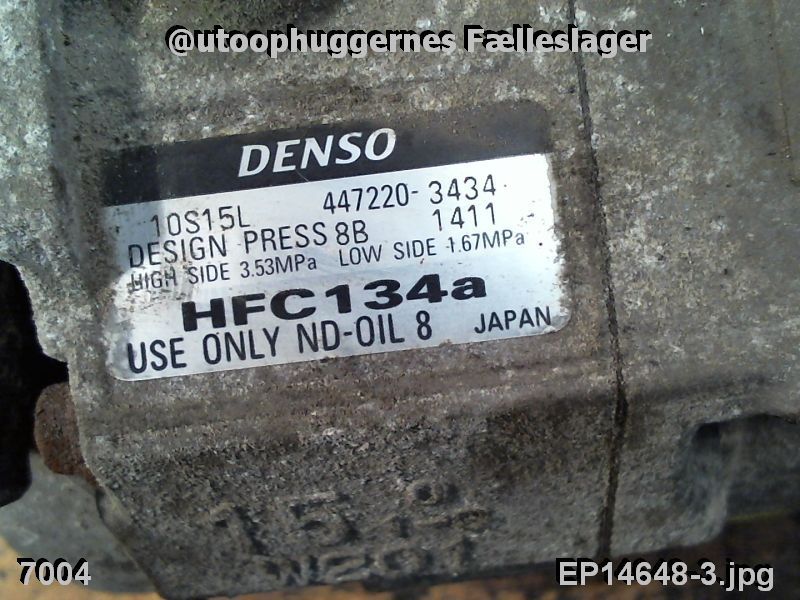 @utoophuggernes Fælleslager
DENSO
10S15L 447220-3434
8B 1411
DESIGN PRESS
HIGH SIDE 3.53MPa LOW SIDE 1.67MPa
HFC134a
USE ONLY ND-OIL 8 JAPAN
15
7004 EP14648-3.jpg